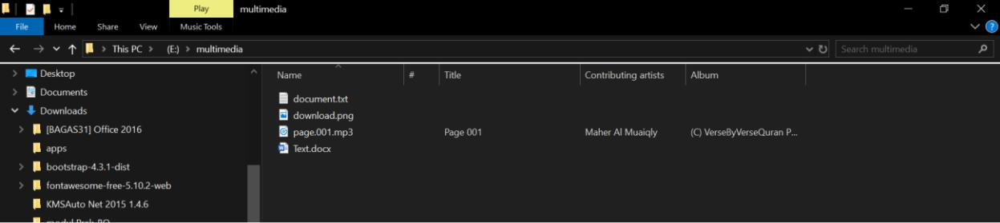 Play
multimedia
File
Home
Share
View
Music Tools
This PC
(E:)
multimedia
Search multimedia
Desktop
Documents
Downloads
[BAGAS31] Office 2016
apps
bootstrap-4.3.1-dist
fontawesome-free-5.10.2-web
KMSAuto Net 2015 1.4.6
modul Prak BO
Name # Title Contributing artists Album
document.txt
download.png
page.001.mp3 Page 001 Maher Al Muaiqly (C) VerseByVerseQuran P...
Text.docx